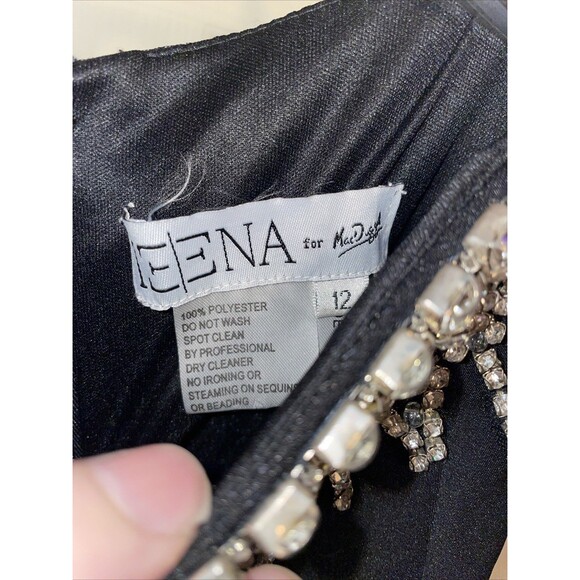 IEENA for Mac Duggal
12
100% POLYESTER
DO NOT WASH
SPOT CLEAN
BY PROFESSIONAL
DRY CLEANER
NO IRONING OR
STEAMING ON SEQUINS
OR BEADING